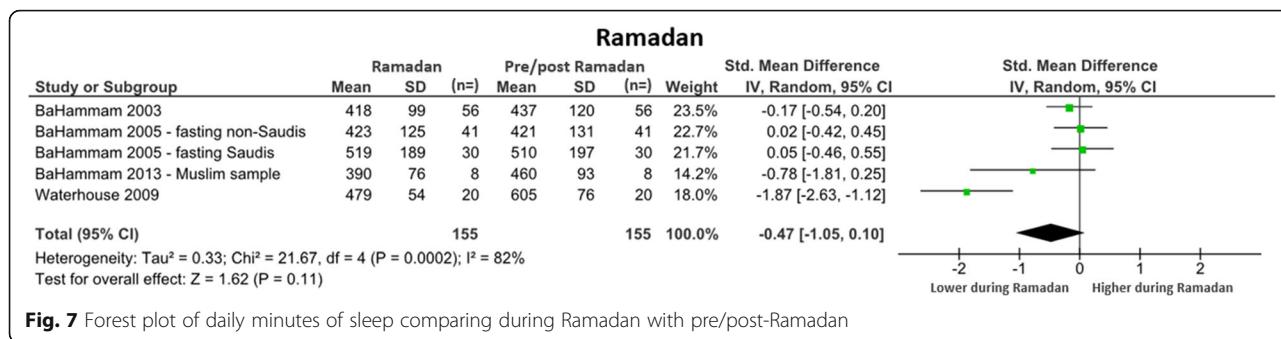 Ramadan
Ramadan Pre/post Ramadan Std. Mean Difference Std. Mean Difference
Study or Subgroup Mean SD (n=) Mean SD (n=) Weight IV, Random, 95% CI IV, Random, 95% CI
BaHammam 2003 418 99 56 437 120 56 23.5% -0.17 [-0.54, 0.20]
BaHammam 2005 - fasting non-Saudis 423 125 41 421 131 41 22.7% 0.02 [-0.42, 0.45]
BaHammam 2005 - fasting Saudis 519 189 30 510 197 30 21.7% 0.05 [-0.46, 0.55]
BaHammam 2013 - Muslim sample 390 76 8 460 93 8 14.2% -0.78 [-1.81, 0.25]
Waterhouse 2009 479 54 20 605 76 20 18.0% -1.87 [-2.63, -1.12]
Total (95% CI) 155 155 100.0% -0.47 [-1.05, 0.10]
Heterogeneity: Tau² = 0.33; Chi² = 21.67, df = 4 (P = 0.0002); I² = 82%
Test for overall effect: Z = 1.62 (P = 0.11)
-2 -1 0 1 2
Lower during Ramadan Higher during Ramadan
Fig. 7 Forest plot of daily minutes of sleep comparing during Ramadan with pre/post-Ramadan